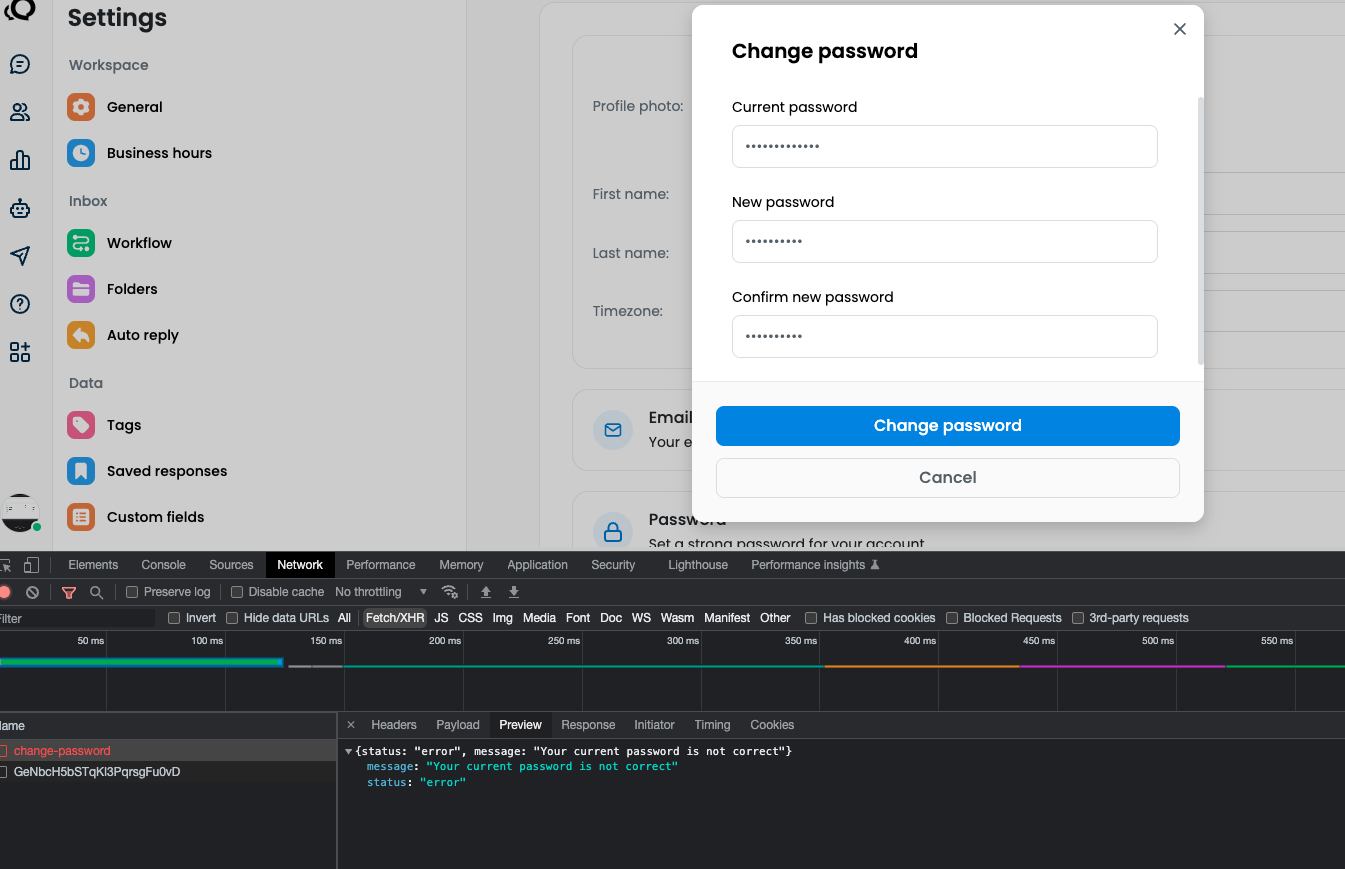 Settings
Workspace
General
Business hours
Inbox
Workflow
Folders
Auto reply
Data
Tags
Saved responses
Custom fields
Profile photo:
First name:
Last name:
Timezone:
Email
Your e
Password
Set a strong password for your account
Change password
Current password
•••••••••••••
New password
••••••••••
Confirm new password
••••••••••
Change password
Cancel
Elements Console Sources Network Performance Memory Application Security Lighthouse Performance insights
Preserve log Disable cache No throttling
Filter Invert Hide data URLs All Fetch/XHR JS CSS Img Media Font Doc WS Wasm Manifest Other Has blocked cookies Blocked Requests 3rd-party requests
50 ms 100 ms 150 ms 200 ms 250 ms 300 ms 350 ms 400 ms 450 ms 500 ms 550 ms
Name
change-password
GeNbcH5bSTqKl3PqrsgFu0vD
× Headers Payload Preview Response Initiator Timing Cookies
{status: "error", message: "Your current password is not correct"}
message: "Your current password is not correct"
status: "error"